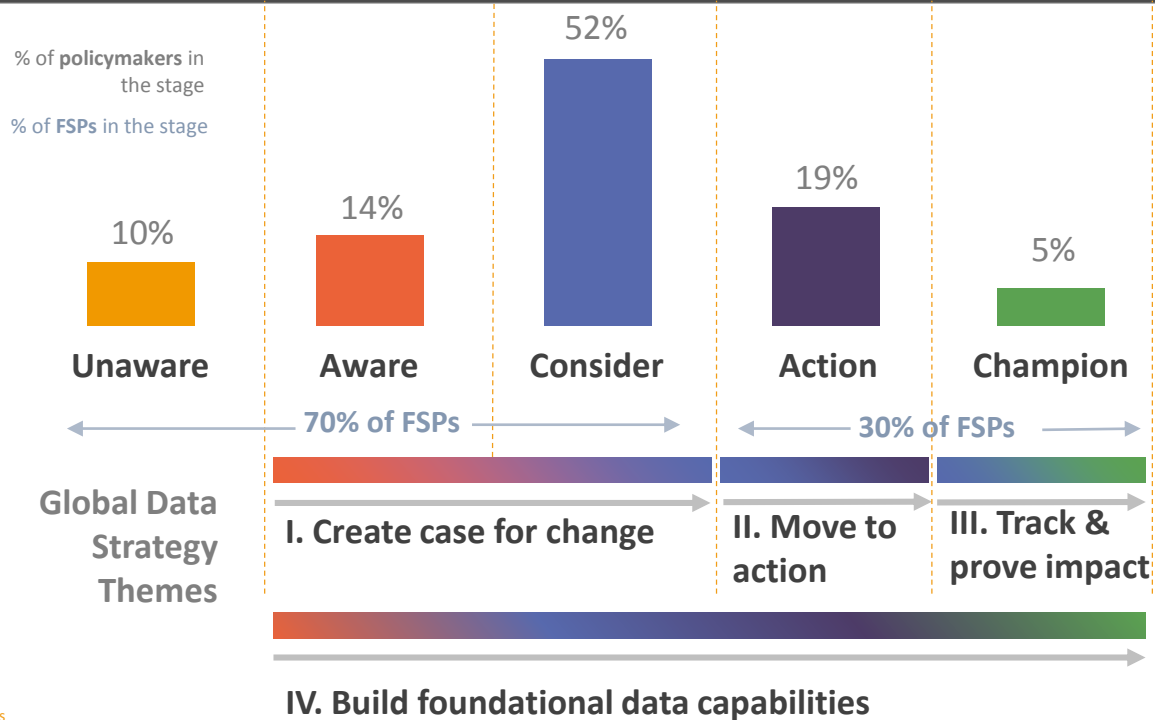 % of policymakers in
the stage
% of FSPs in the stage
10%
14%
52%
19%
5%
Unaware
Aware
Consider
Action
Champion
70% of FSPs
30% of FSPs
Global Data
Strategy
Themes
I. Create case for change
II. Move to
action
III. Track &
prove impact
IV. Build foundational data capabilities
s